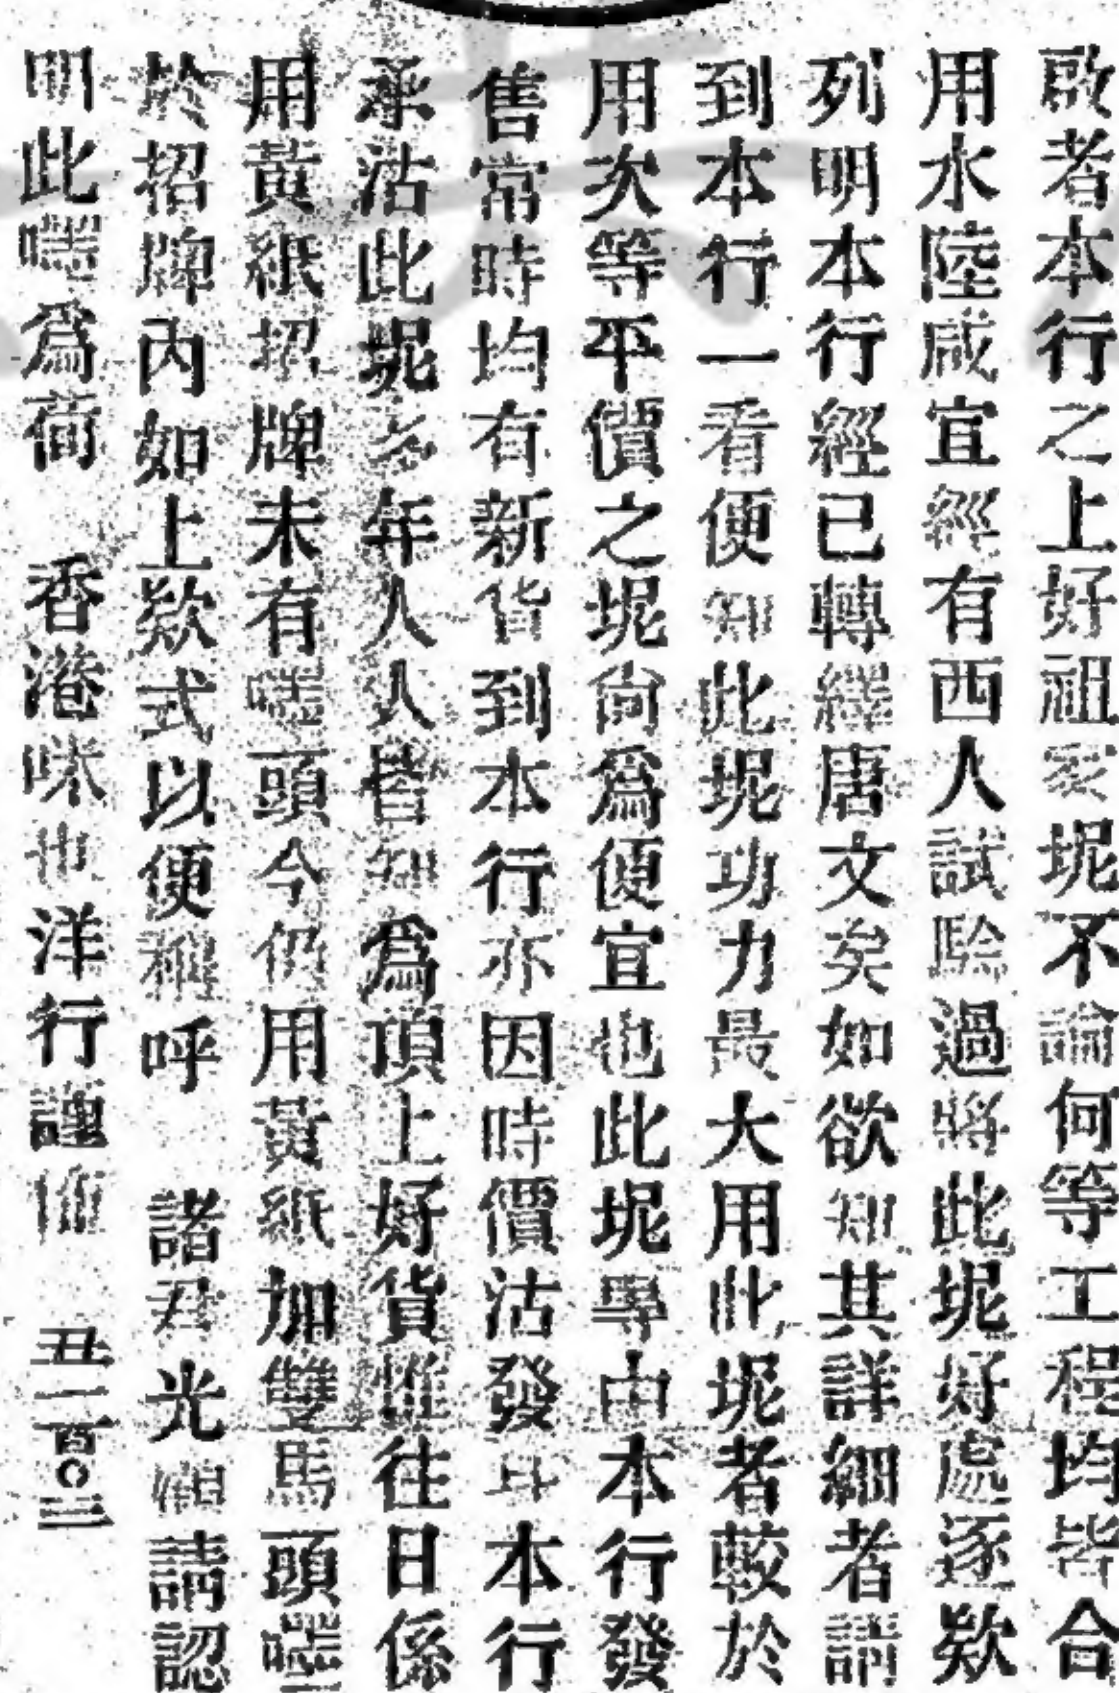 啟者本行之上好祖家坭不論何等工程均皆合
用水陸咸宜經有西人試驗過將此坭好處逐欵
列明本行經已轉繹唐文矣如欲知其詳細者請
到本行一看便知此坭功力最大用此坭者較於
用次等平價之坭尙爲便宜也此坭專由本行發
售常時均有新貨到本行亦因時價沽發耳本行
承沽此坭多年人人皆知爲頂上好貨惟往日係
用黃紙招牌未有嘜頭今仍用黃紙加雙馬頭嘜
於招牌內如上欵式以便稱呼 諸君光顧請認
明此嘜爲荷 香港咪也洋行謹啟 丑一百○三